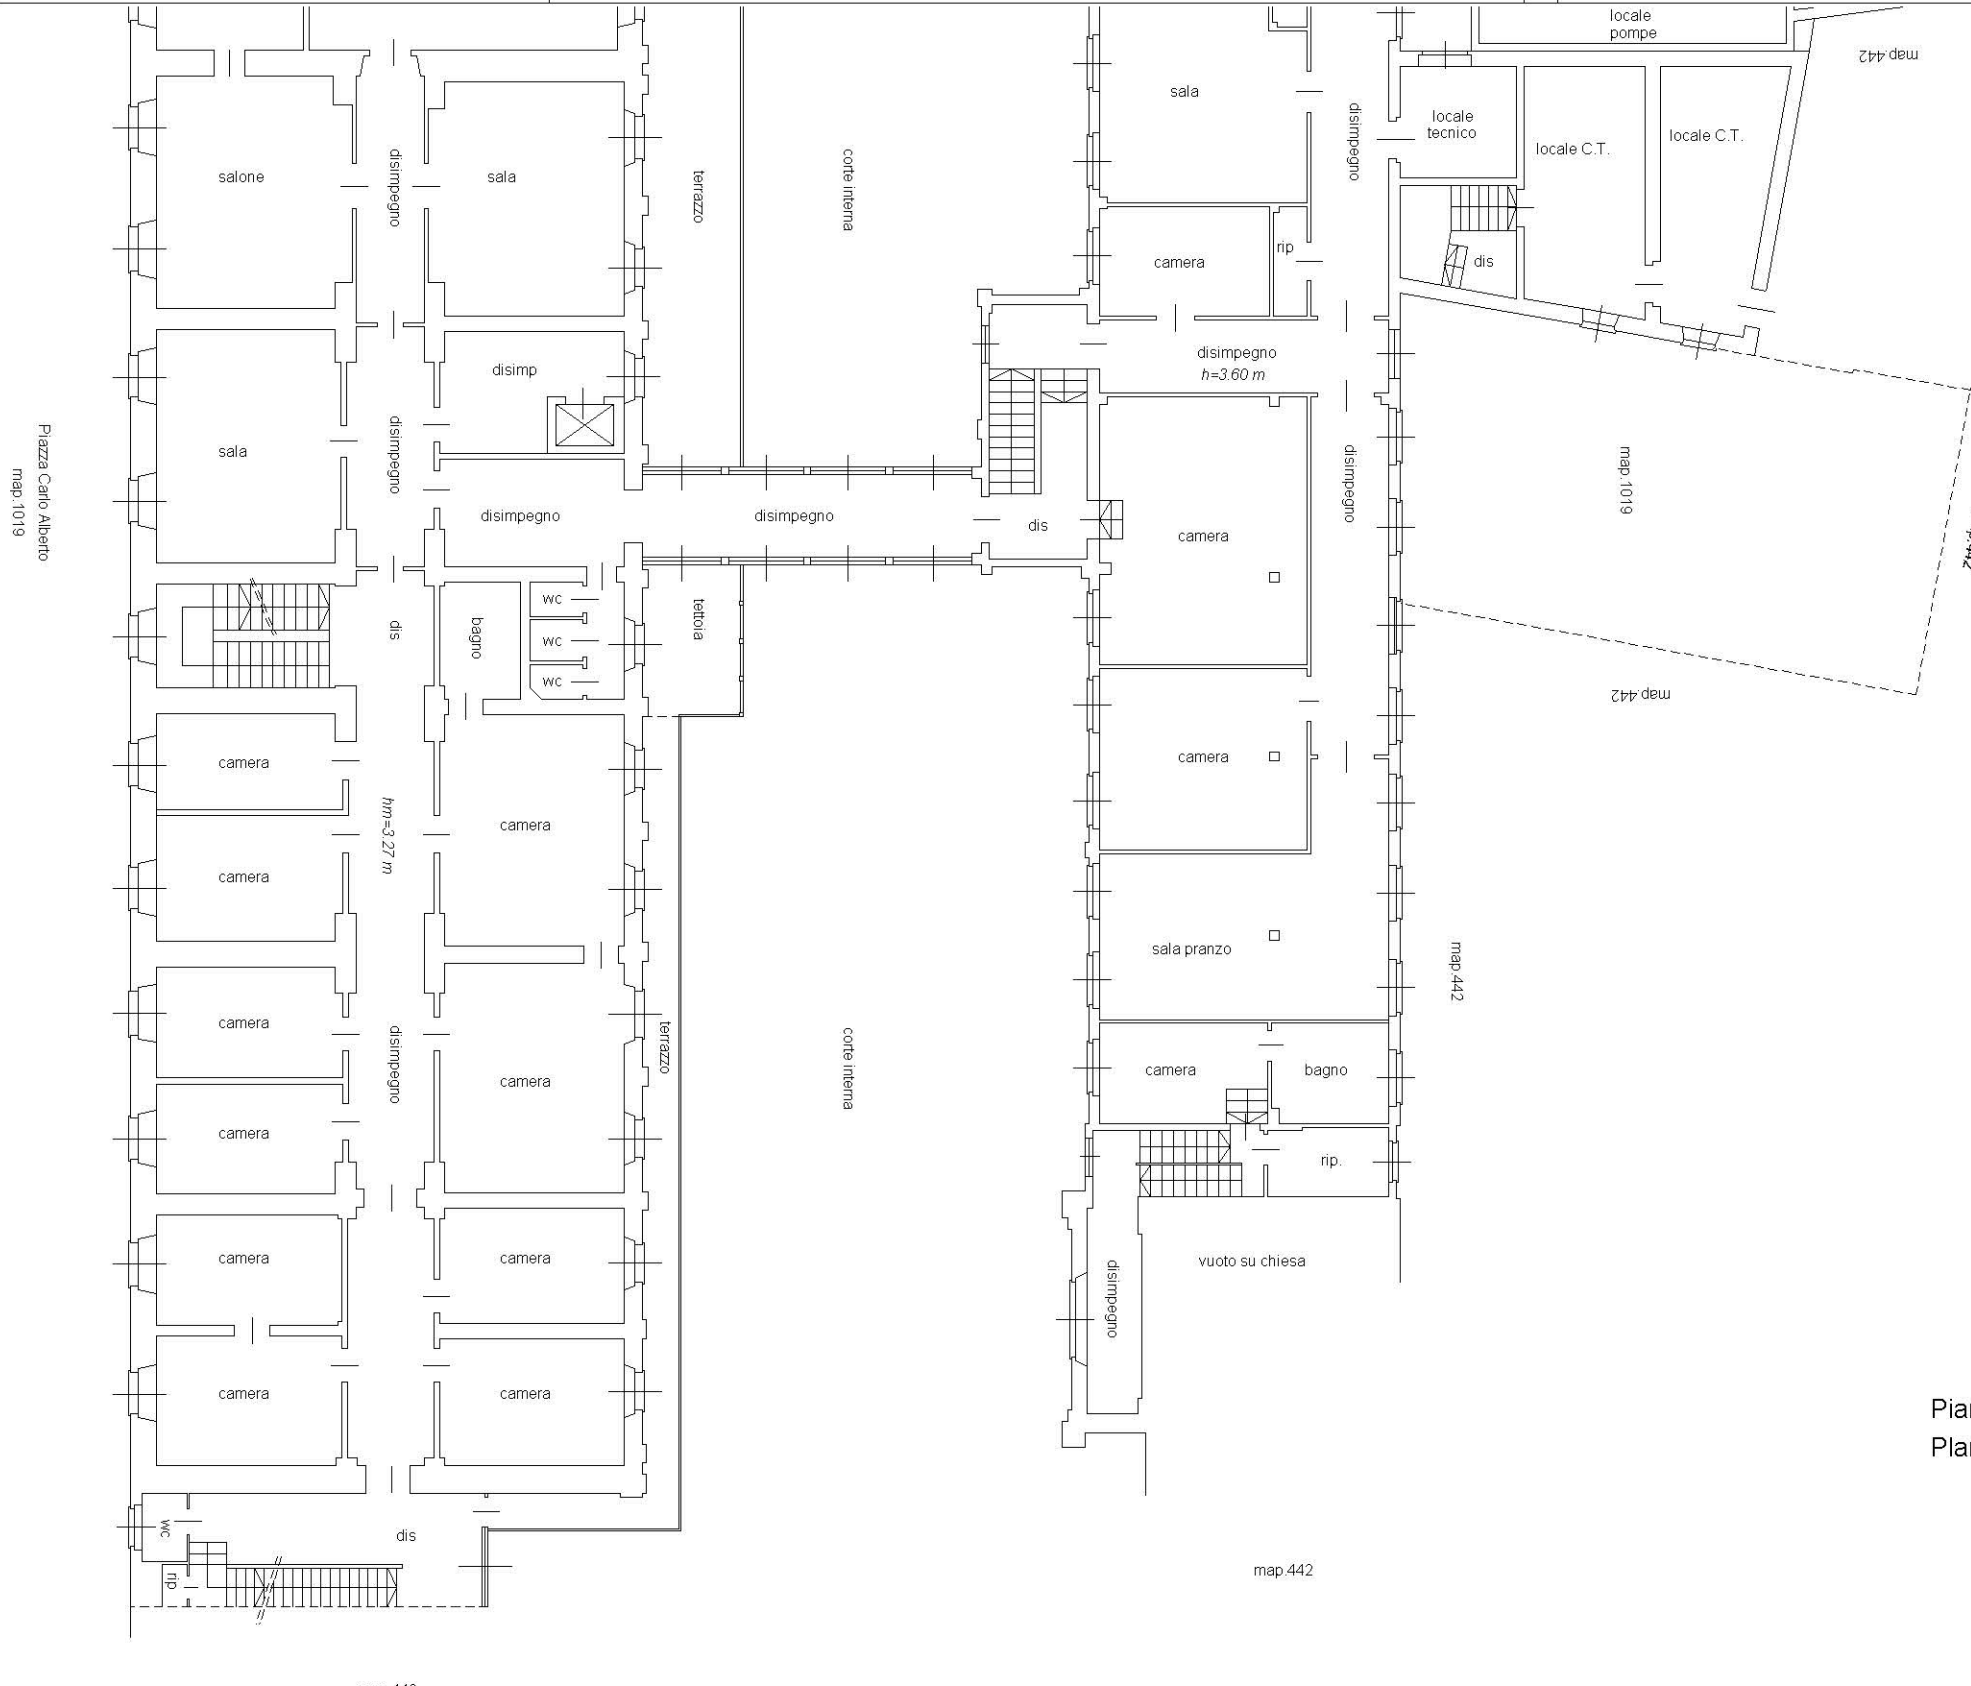 locale
pompe
map.442
sala
disimpegno
locale
tecnico
locale C.T.
locale C.T.
salone
disimpegno
sala
terrazzo
corte interna
camera
rip
dis
disimp
disimpegno
h=3.60 m
Piazza Carlo Alberto
map.1019
sala
disimpegno
disimpegno
disimpegno
dis
camera
disimpegno
map.1019
dis
bagno
wc
wc
wc
tettoia
map.442
camera
hm=3.27 m
camera
camera
camera
sala pranzo
map.442
camera
disimpegno
camera
terrazzo
corte interna
camera
bagno
camera
rip.
camera
camera
disimpegno
vuoto su chiesa
camera
camera
wc
dis
rip
map.442